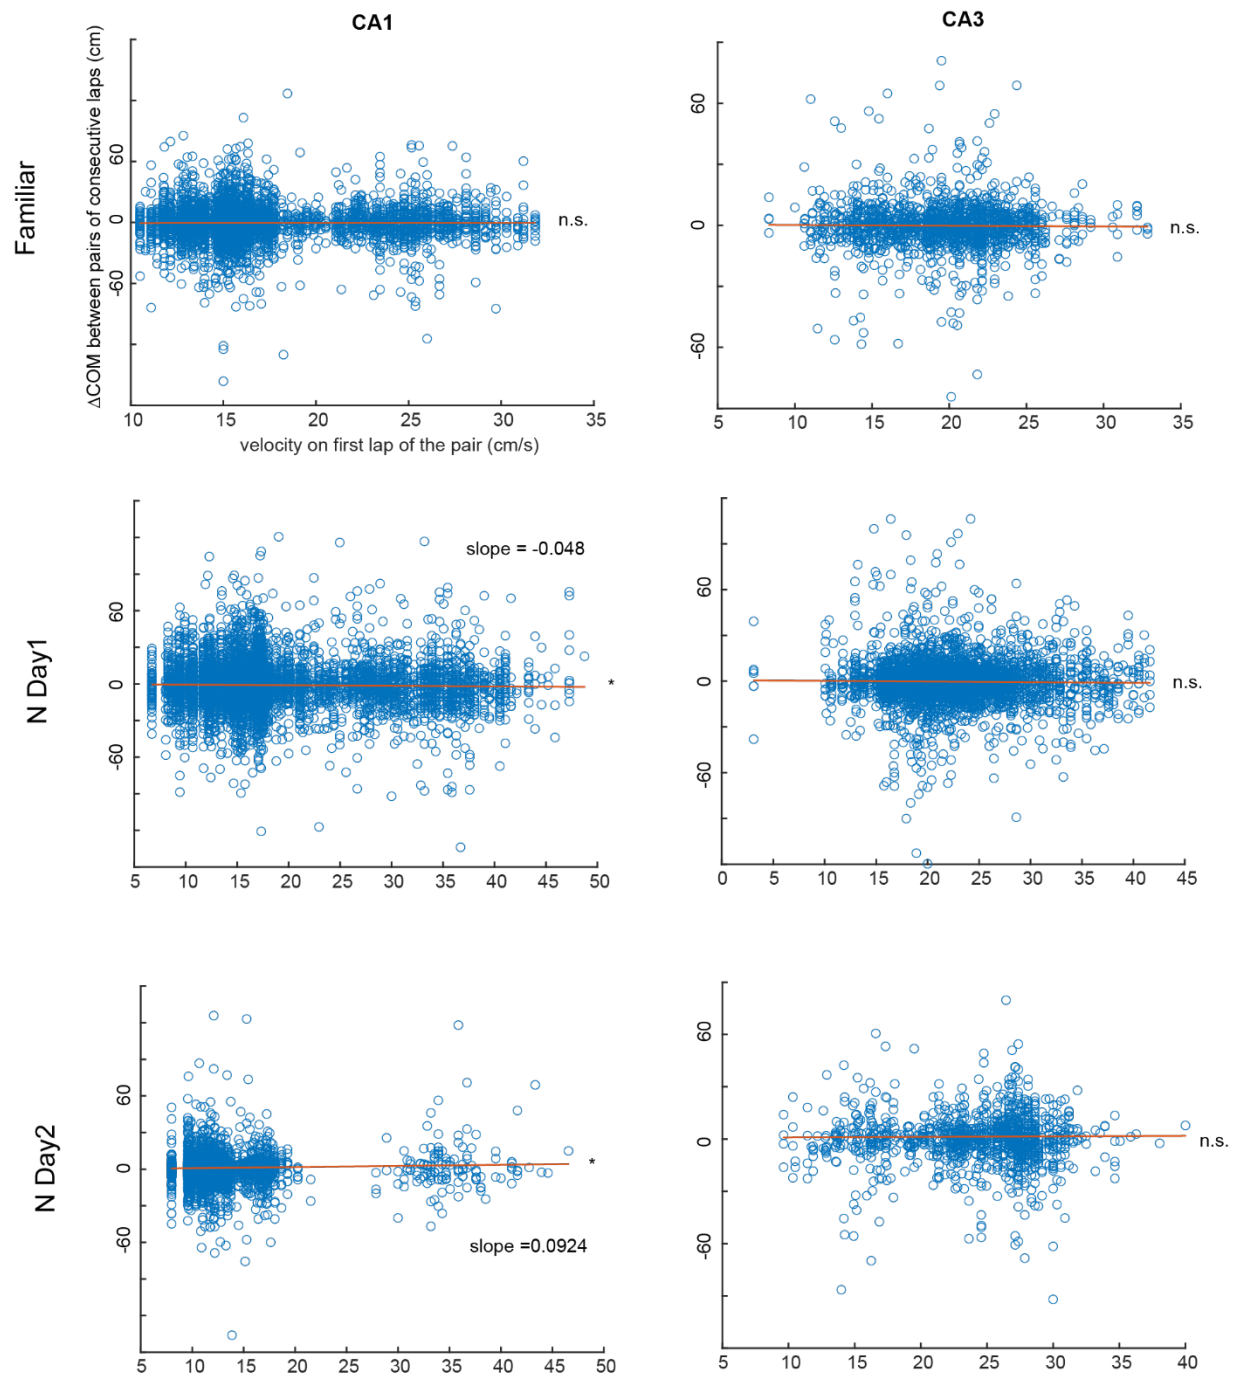 CA1
CA3
Familiar
ΔCOM between pairs of consecutive laps (cm)
60
0
-60
n.s.
10 15 20 25 30 35
velocity on first lap of the pair (cm/s)
60
0
-60
n.s.
5 10 15 20 25 30 35
N Day1
60
0
-60
slope = -0.048
*
5 10 15 20 25 30 35 40 45 50
60
0
-60
n.s.
0 5 10 15 20 25 30 35 40 45
N Day2
60
0
-60
*
slope =0.0924
5 10 15 20 25 30 35 40 45 50
60
0
-60
n.s.
5 10 15 20 25 30 35 40